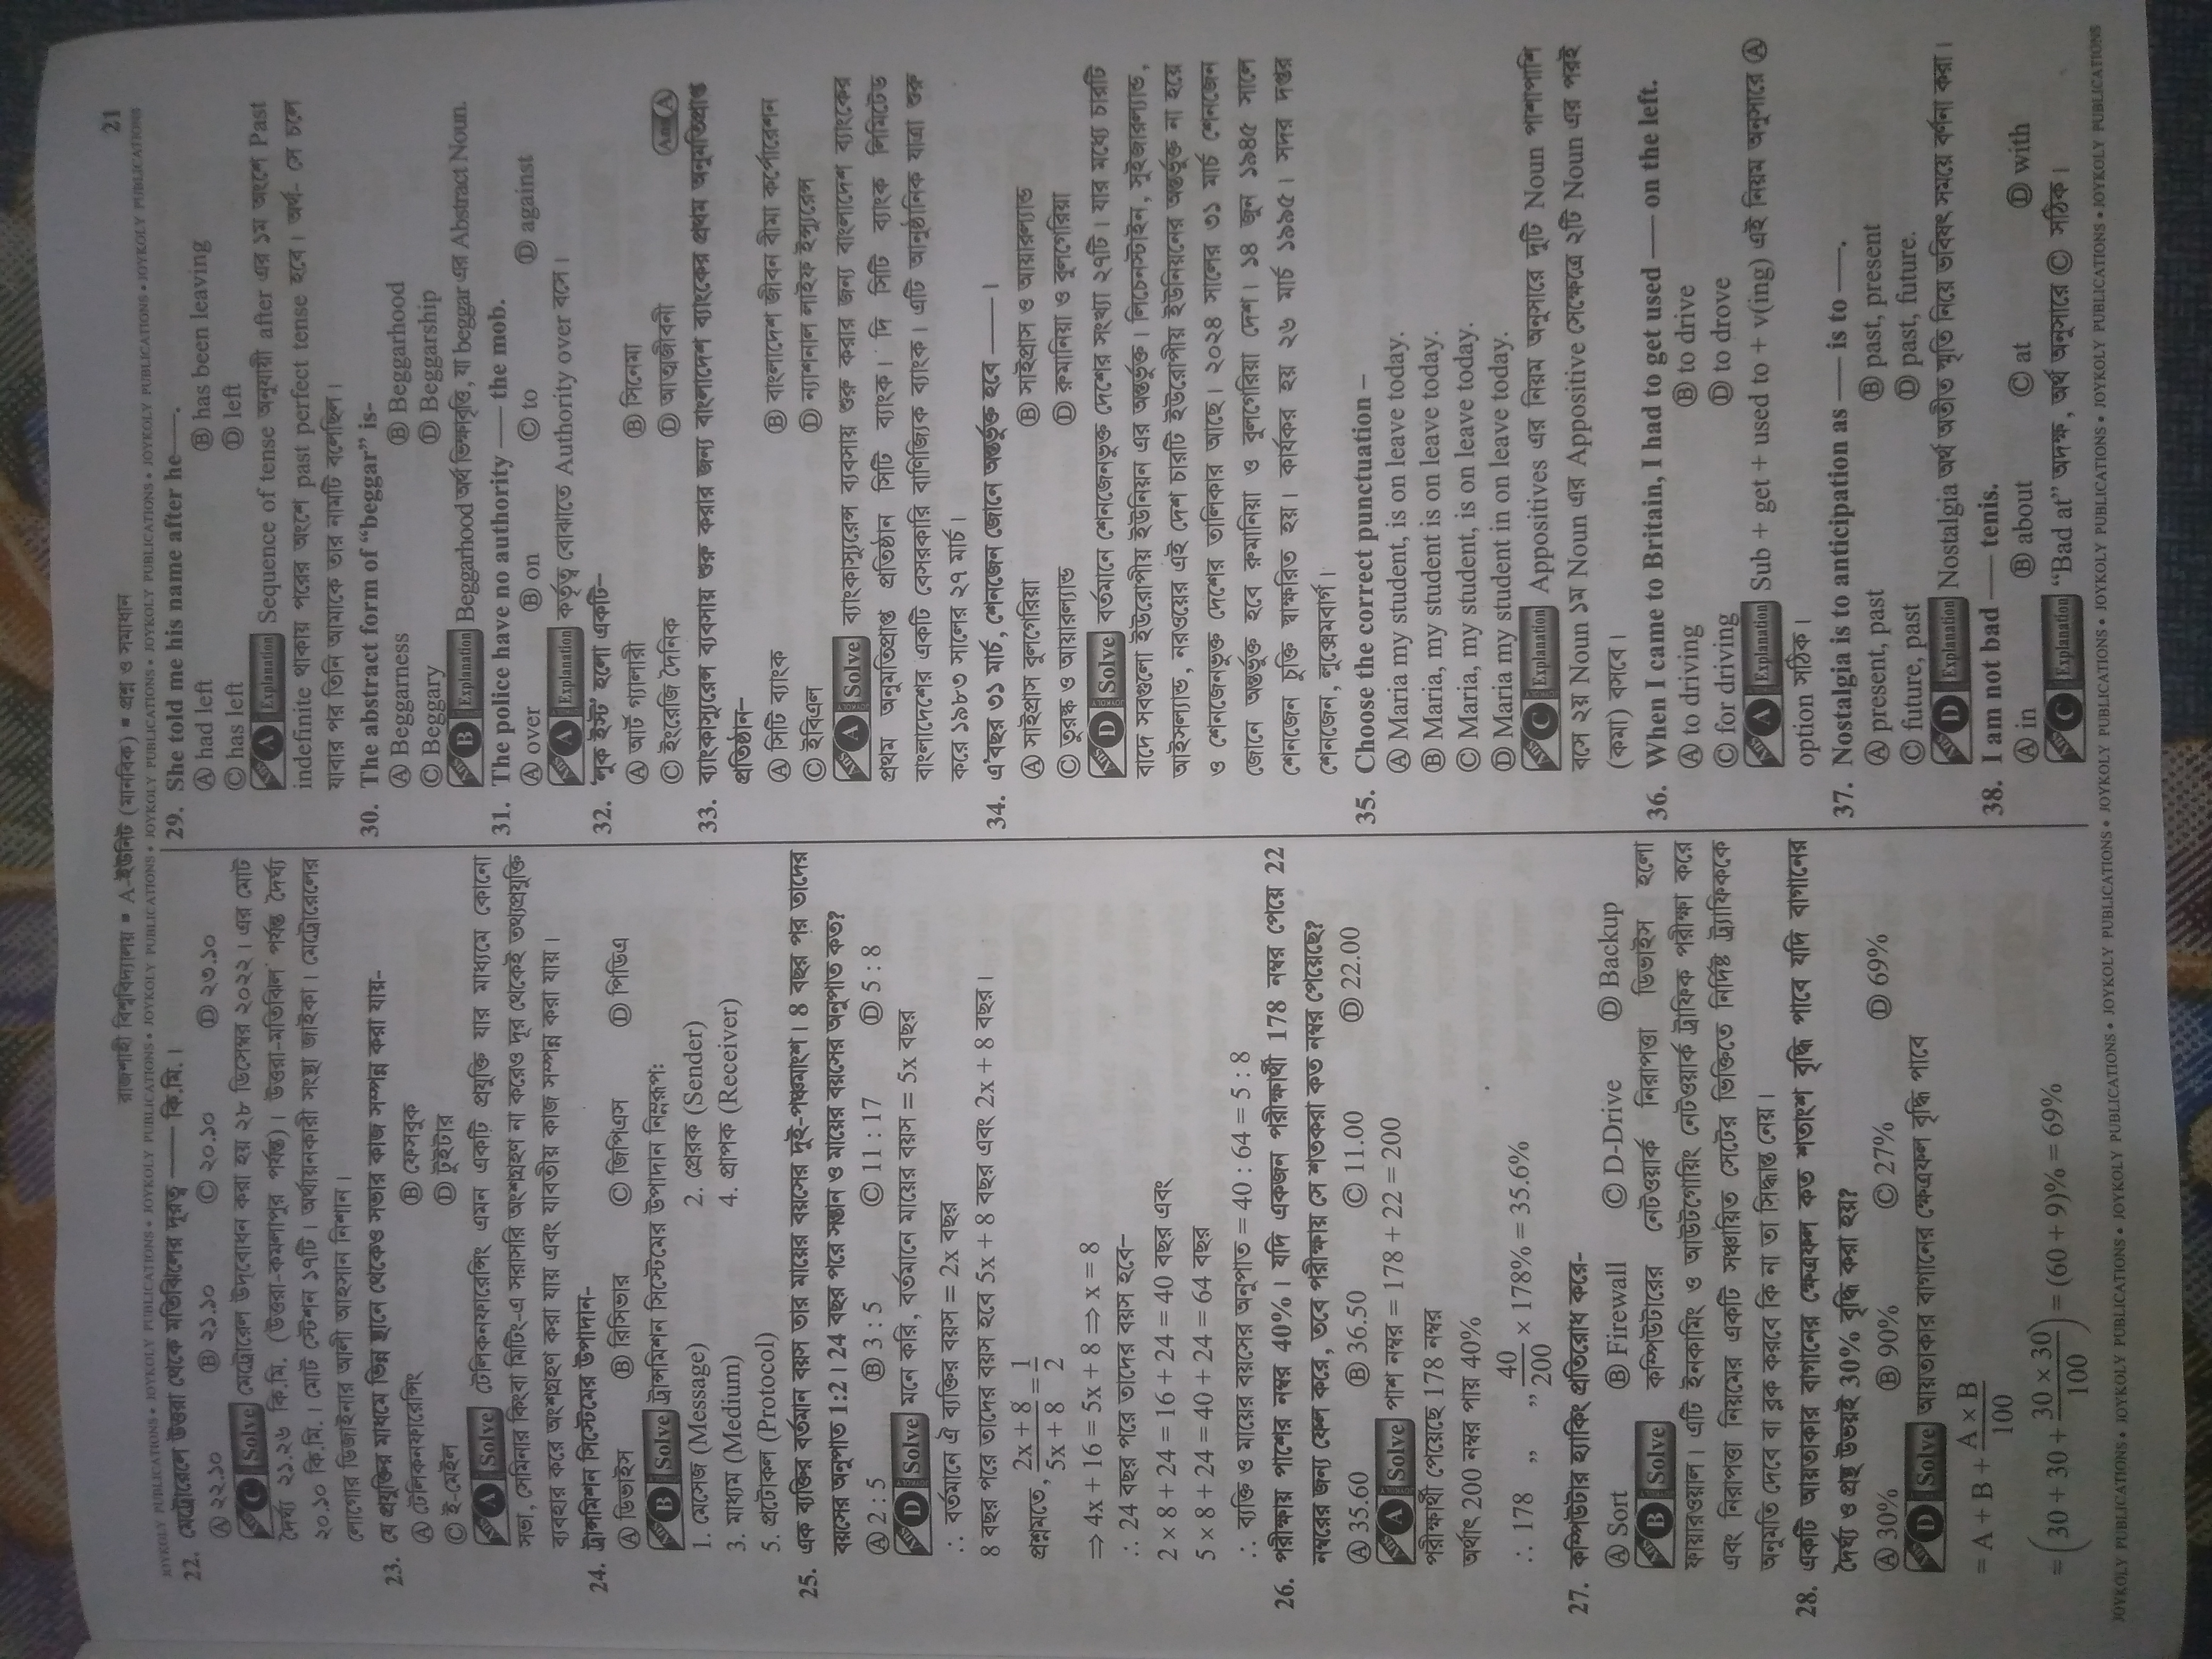 রাজশাহী বিশ্ববিদ্যালয় ▪ A-ইউনিট (মানবিক) ▪ প্রশ্ন ও সমাধান
21
JOYKOLY PUBLICATIONS • JOYKOLY PUBLICATIONS • JOYKOLY PUBLICATIONS • JOYKOLY PUBLICATIONS • JOYKOLY PUBLICATIONS • JOYKOLY PUBLICATIONS • JOYKOLY PUBLICATIONS • JOYKOLY PUBLICATIONS
22. মেট্রোরেলে উত্তরা থেকে মতিঝিলের দূরত্ব —— কি.মি.।
Ⓐ ২২.১০ Ⓑ ২১.১০ Ⓒ ২০.১০ Ⓓ ২৩.১০
Ans C Solve মেট্রোরেল উদ্‌বোধন করা হয় ২৮ ডিসেম্বর ২০২২। এর মোট
দৈর্ঘ্য ২১.২৬ কি.মি. (উত্তরা-কমলাপুর পর্যন্ত)। উত্তরা-মতিঝিল পর্যন্ত দৈর্ঘ্য
২০.১০ কি.মি.। মোট স্টেশন ১৭টি। অর্থায়নকারী সংস্থা জাইকা। মেট্রোরেলের
লোগোর ডিজাইনার আলী আহসান নিশান।
23. যে প্রযুক্তির মাধমে ভিন্ন স্থানে থেকেও সভার কাজ সম্পন্ন করা যায়-
Ⓐ টেলিকনফারেন্সিং Ⓑ ফেসবুক
Ⓒ ই-মেইল Ⓓ টুইটার
Ans A Solve টেলিকনফারেন্সিং এমন একটি প্রযুক্তি যার মাধ্যমে কোনো
সভা, সেমিনার কিংবা মিটিং-এ সরাসরি অংশগ্রহণ না করেও দূর থেকেই তথ্যপ্রযুক্তি
ব্যবহার করে অংশগ্রহণ করা যায় এবং যাবতীয় কাজ সম্পন্ন করা যায়।
24. ট্রান্সমিশন সিস্টেমের উপাদান-
Ⓐ ডিভাইস Ⓑ রিসিভার Ⓒ জিপিএস Ⓓ পিডিএ
Ans B Solve ট্রান্সমিশন সিস্টেমের উপাদান নিম্নরূপ:
1. মেসেজ (Message) 2. প্রেরক (Sender)
3. মাধ্যম (Medium) 4. প্রাপক (Receiver)
5. প্রটোকল (Protocol)
25. এক ব্যক্তির বর্তমান বয়স তার মায়ের বয়সের দুই-পঞ্চমাংশ। 8 বছর পর তাদের
বয়সের অনুপাত 1:2। 24 বছর পরে সন্তান ও মায়ের বয়সের অনুপাত কত?
Ⓐ 2 : 5 Ⓑ 3 : 5 Ⓒ 11 : 17 Ⓓ 5 : 8
Ans D Solve মনে করি, বর্তমানে মায়ের বয়স = 5x বছর
∴ বর্তমানে ঐ ব্যক্তির বয়স = 2x বছর
8 বছর পরে তাদের বয়স হবে 5x + 8 বছর এবং 2x + 8 বছর।
প্রশ্নমতে, (2x + 8)/(5x + 8) = 1/2
⇒ 4x + 16 = 5x + 8 ⇒ x = 8
∴ 24 বছর পরে তাদের বয়স হবে–
2 × 8 + 24 = 16 + 24 = 40 বছর এবং
5 × 8 + 24 = 40 + 24 = 64 বছর
∴ ব্যক্তি ও মায়ের বয়সের অনুপাত = 40 : 64 = 5 : 8
26. পরীক্ষায় পাশের নম্বর 40%। যদি একজন পরীক্ষার্থী 178 নম্বর পেয়ে 22
নম্বরের জন্য ফেল করে, তবে পরীক্ষায় সে শতকরা কত নম্বর পেয়েছে?
Ⓐ 35.60 Ⓑ 36.50 Ⓒ 11.00 Ⓓ 22.00
Ans A Solve পাশ নম্বর = 178 + 22 = 200
পরীক্ষার্থী পেয়েছে 178 নম্বর
অর্থাৎ 200 নম্বর পায় 40%
∴ 178 „ „ 40/200 × 178% = 35.6%
27. কম্পিউটার হ্যাকিং প্রতিরোধ করে-
Ⓐ Sort Ⓑ Firewall Ⓒ D-Drive Ⓓ Backup
Ans B Solve কম্পিউটারের নেটওয়ার্ক নিরাপত্তা ডিভাইস হলো
ফায়ারওয়াল। এটি ইনকামিং ও আউটগোয়িং নেটওয়ার্ক ট্রাফিক পরীক্ষা করে
এবং নিরাপত্তা নিয়মের একটি সঞ্চায়িত সেটের ভিত্তিতে নির্দিষ্ট ট্র্যাফিককে
অনুমতি দেবে বা ব্লক করবে কি না তা সিদ্ধান্ত নেয়।
28. একটি আয়তাকার বাগানের ক্ষেত্রফল কত শতাংশ বৃদ্ধি পাবে যদি বাগানের
দৈর্ঘ্য ও প্রস্থ উভয়ই 30% বৃদ্ধি করা হয়?
Ⓐ 30% Ⓑ 90% Ⓒ 27% Ⓓ 69%
Ans D Solve আয়তাকার বাগানের ক্ষেত্রফল বৃদ্ধি পাবে
= A + B + (A × B)/100
= (30 + 30 + (30 × 30)/100) = (60 + 9)% = 69%
29. She told me his name after he——.
Ⓐ had left Ⓑ has been leaving
Ⓒ has left Ⓓ left
Ans A Explanation Sequence of tense অনুযায়ী after এর ১ম অংশে Past
indefinite থাকায় পরের অংশে past perfect tense হবে। অর্থ- সে চলে
যাবার পর তিনি আমাকে তার নামটি বলেছিল।
30. The abstract form of “beggar” is-
Ⓐ Beggarness Ⓑ Beggarhood
Ⓒ Beggary Ⓓ Beggarship
Ans B Explanation Beggarhood অর্থ ভিক্ষাবৃত্তি, যা beggar এর Abstract Noun.
31. The police have no authority —— the mob.
Ⓐ over Ⓑ on Ⓒ to Ⓓ against
Ans A Explanation কর্তৃত্ব বোঝাতে Authority over বসে।
32. ‘লুক ইস্ট’ হলো একটি–
Ⓐ আর্ট গ্যালারী Ⓑ সিনেমা
Ⓒ ইংরেজি দৈনিক Ⓓ আত্মজীবনী Ans A
33. ব্যাংকাস্যুরেন্স ব্যবসায় শুরু করার জন্য বাংলাদেশ ব্যাংকের প্রথম অনুমতিপ্রাপ্ত
প্রতিষ্ঠান–
Ⓐ সিটি ব্যাংক Ⓑ বাংলাদেশ জীবন বীমা কর্পোরেশন
Ⓒ ইবিএল Ⓓ ন্যাশনাল লাইফ ইন্স্যুরেন্স
Ans A Solve ব্যাংকাস্যুরেন্স ব্যবসায় শুরু করার জন্য বাংলাদেশ ব্যাংকের
প্রথম অনুমতিপ্রাপ্ত প্রতিষ্ঠান সিটি ব্যাংক। দি সিটি ব্যাংক লিমিটেড
বাংলাদেশের একটি বেসরকারি বাণিজ্যিক ব্যাংক। এটি আনুষ্ঠানিক যাত্রা শুরু
করে ১৯৮৩ সালের ২৭ মার্চ।
34. এ'বছর ৩১ মার্চ, শেনজেন জোনে অন্তর্ভুক্ত হবে ——।
Ⓐ সাইপ্রাস বুলগেরিয়া Ⓑ সাইপ্রাস ও আয়ারল্যান্ড
Ⓒ তুরস্ক ও আয়ারল্যান্ড Ⓓ রুমানিয়া ও বুলগেরিয়া
Ans D Solve বর্তমানে শেনজেনভুক্ত দেশের সংখ্যা ২৭টি। যার মধ্যে চারটি
বাদে সবগুলো ইউরোপীয় ইউনিয়ন এর অন্তর্ভুক্ত। লিচেনস্টাইন, সুইজারল্যান্ড,
আইসল্যান্ড, নরওয়ের এই দেশ চারটি ইউরোপীয় ইউনিয়নের অন্তর্ভুক্ত না হয়ে
ও শেনজেনভুক্ত দেশের তালিকার আছে। ২০২৪ সালের ৩১ মার্চ শেনজেন
জোনে অন্তর্ভুক্ত হবে রুমানিয়া ও বুলগেরিয়া দেশ। ১৪ জুন ১৯৪৫ সালে
শেনজেন চুক্তি স্বাক্ষরিত হয়। কার্যকর হয় ২৬ মার্চ ১৯৯৫। সদর দপ্তর
শেনজেন, লুক্সেমবার্গ।
35. Choose the correct punctuation –
Ⓐ Maria my student, is on leave today.
Ⓑ Maria, my student is on leave today.
Ⓒ Maria, my student, is on leave today.
Ⓓ Maria my student in on leave today.
Ans C Explanation Appositives এর নিয়ম অনুসারে দুটি Noun পাশাপাশি
বসে ২য় Noun ১ম Noun এর Appositive সেক্ষেত্রে ২টি Noun এর পরই
(কমা) বসবে।
36. When I came to Britain, I had to get used —— on the left.
Ⓐ to driving Ⓑ to drive
Ⓒ for driving Ⓓ to drove
Ans A Explanation Sub + get + used to + v(ing) এই নিয়ম অনুসারে Ⓐ
option সঠিক।
37. Nostalgia is to anticipation as —— is to ——.
Ⓐ present, past Ⓑ past, present
Ⓒ future, past Ⓓ past, future.
Ans D Explanation Nostalgia অর্থ অতীত স্মৃতি নিয়ে ভবিষৎ সময়ে বর্ণনা করা।
38. I am not bad —— tenis.
Ⓐ in Ⓑ about Ⓒ at Ⓓ with
Ans C Explanation “Bad at” অদক্ষ, অর্থ অনুসারে Ⓒ সঠিক।
JOYKOLY PUBLICATIONS • JOYKOLY PUBLICATIONS • JOYKOLY PUBLICATIONS • JOYKOLY PUBLICATIONS • JOYKOLY PUBLICATIONS • JOYKOLY PUBLICATIONS • JOYKOLY PUBLICATIONS • JOYKOLY PUBLICATIONS